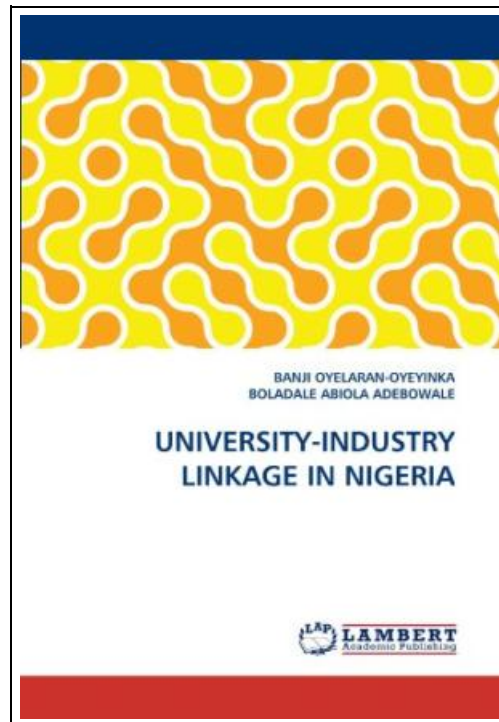 BANJI OYELARAN-OYEYINKA
BOLADALE ABIOLA ADEBOWALE
UNIVERSITY-INDUSTRY
LINKAGE IN NIGERIA
LAP
LAMBERT
Academic Publishing